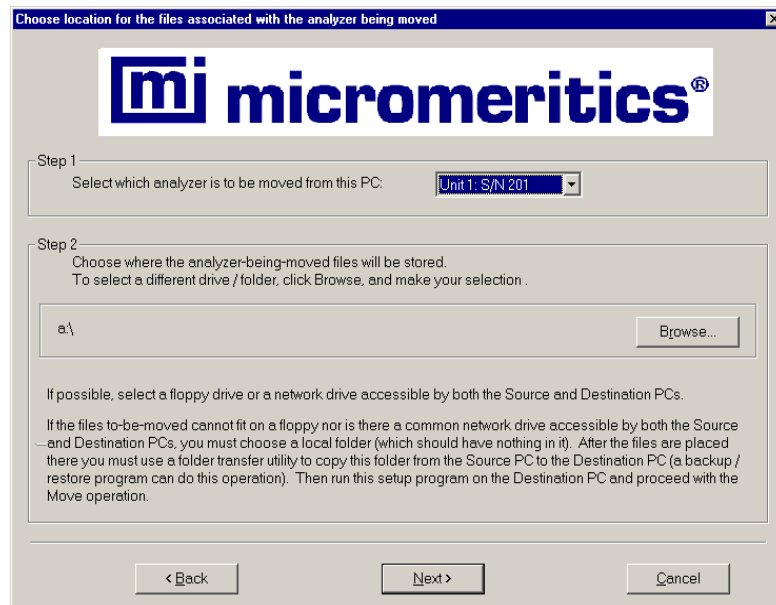 Choose location for the files associated with the analyzer being moved
mi micromeritics®
Step 1
Select which analyzer is to be moved from this PC:
Unit 1: S/N 201
Step 2
Choose where the analyzer-being-moved files will be stored.
To select a different drive / folder, click Browse, and make your selection .
a:\
Browse...
If possible, select a floppy drive or a network drive accessible by both the Source and Destination PCs.
If the files to-be-moved cannot fit on a floppy nor is there a common network drive accessible by both the Source
and Destination PCs, you must choose a local folder (which should have nothing in it). After the files are placed
there you must use a folder transfer utility to copy this folder from the Source PC to the Destination PC (a backup /
restore program can do this operation). Then run this setup program on the Destination PC and proceed with the
Move operation.
< Back
Next >
Cancel